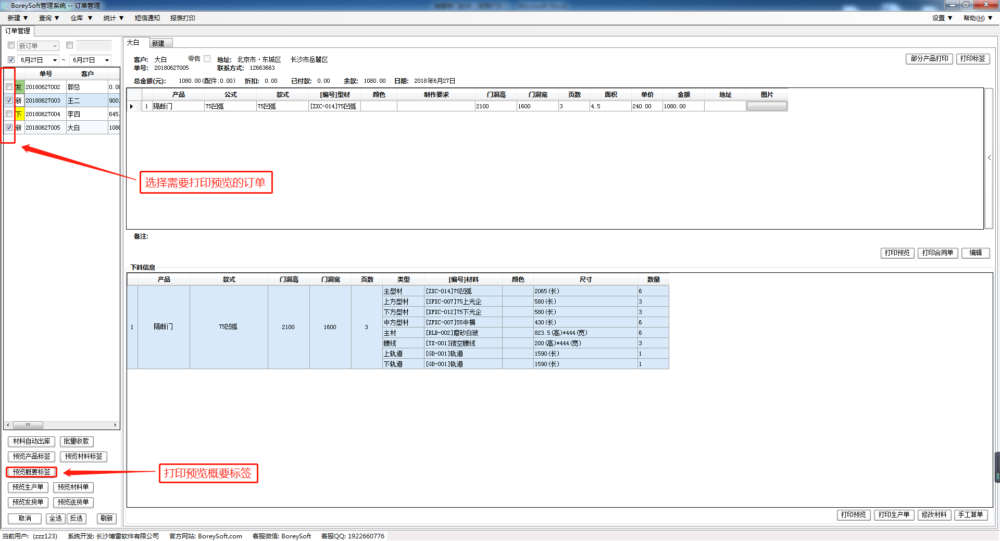 BoreySoft管理系统 -- 订单管理
新建 ▼ 查询 ▼ 仓库 ▼ 统计 ▼ 短信通知 报表打印 设置 ▼ 帮助(H) ▼
订单管理
新订单
6月27日 ~ 6月27日
单号 客户
发 20180627002 郭总 0.00
新 20180627003 王二 900.
下 20180627004 李四 645.
新 20180627005 大白 1080
选择需要打印预览的订单
材料自动出库 批量收款
预览产品标签 预览材料标签
预览概要标签
打印预览概要标签
预览生产单 预览材料单
预览发货单 预览送货单
取消 全选 反选 刷新
大白 新建
客户: 大白 零售 地址: 北京市·东城区 长沙市岳麓区 部分产品打印 打印标签
单号: 20180627005 联系方式: 12663663
总金额(元): 1080.00(配件:0.00) 折扣: 0.00 已付款: 0.00 余款: 1080.00 日期: 2018年6月27日
产品 公式 款式 [编号]型材 颜色 制作要求 门洞高 门洞宽 页数 面积 单价 金额 地址 图片
1 隔断门 75凹弧 75凹弧 [ZXC-014]75凹弧 2100 1600 3 4.5 240.00 1080.00
备注:
打印预览 打印合同单 编辑
下料信息
产品 款式 门洞高 门洞宽 页数 类型 [编号]材料 颜色 尺寸 数量
1 隔断门 75凹弧 2100 1600 3
主型材 [ZXC-014]75凹弧 2065(长) 6
上方型材 [SFXC-007]75上光企 580(长) 3
下方型材 [XFXC-012]75下光企 580(长) 3
中方型材 [ZFXC-007]55中横 430(长) 6
主材 [BLB-002]磨砂白玻 823.5(高)*444(宽) 6
腰线 [YX-001]镂空腰线 200(高)*444(宽) 3
上轨道 [GD-001]轨道 1590(长) 1
下轨道 [GD-001]轨道 1590(长) 1
打印预览 打印生产单 修改材料 手工算单
当前用户: (zzz123) 系统开发: 长沙博雷软件有限公司 官方网站: BoreySoft.com 客服微信: BoreySoft 客服QQ: 1922660776